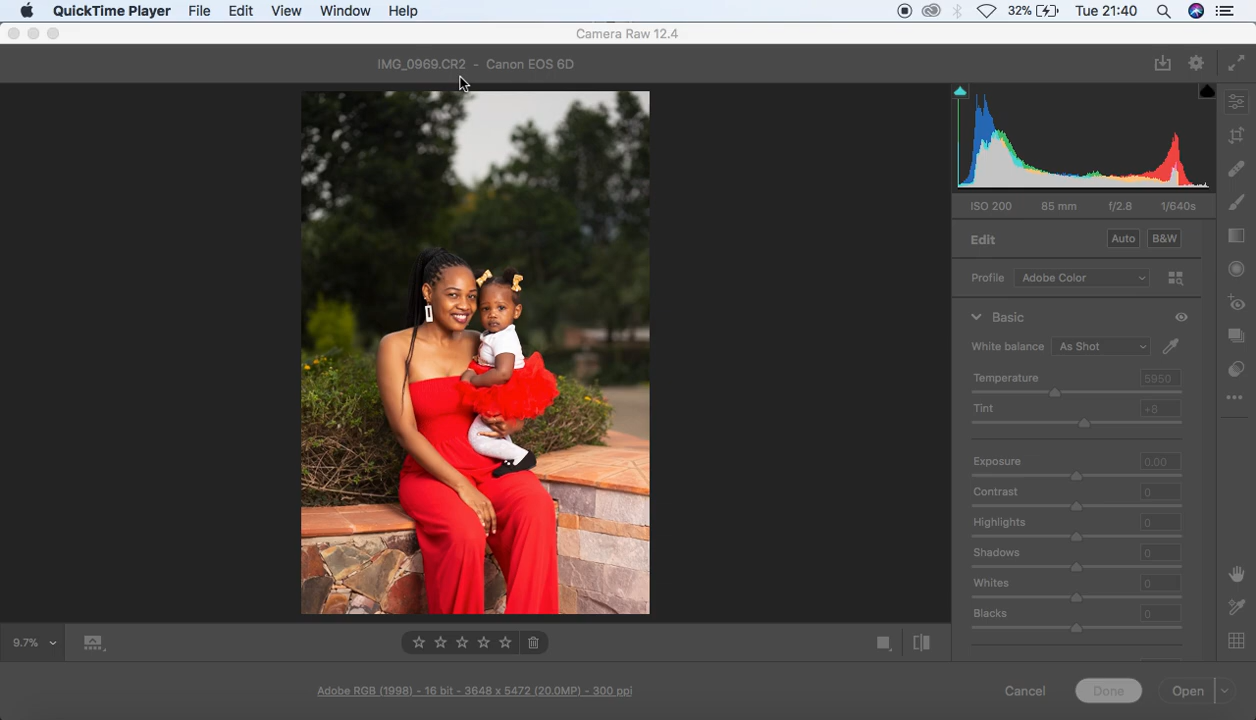 QuickTime Player File Edit View Window Help 32% Tue 21:40
Camera Raw 12.4
IMG_0969.CR2 - Canon EOS 6D
ISO 200 85 mm f/2.8 1/640s
Edit Auto B&W
Profile Adobe Color
Basic
White balance As Shot
Temperature 5950
Tint +8
Exposure 0.00
Contrast 0
Highlights 0
Shadows 0
Whites 0
Blacks 0
9.7%
Adobe RGB (1998) - 16 bit - 3648 x 5472 (20.0MP) - 300 ppi
Cancel Done Open